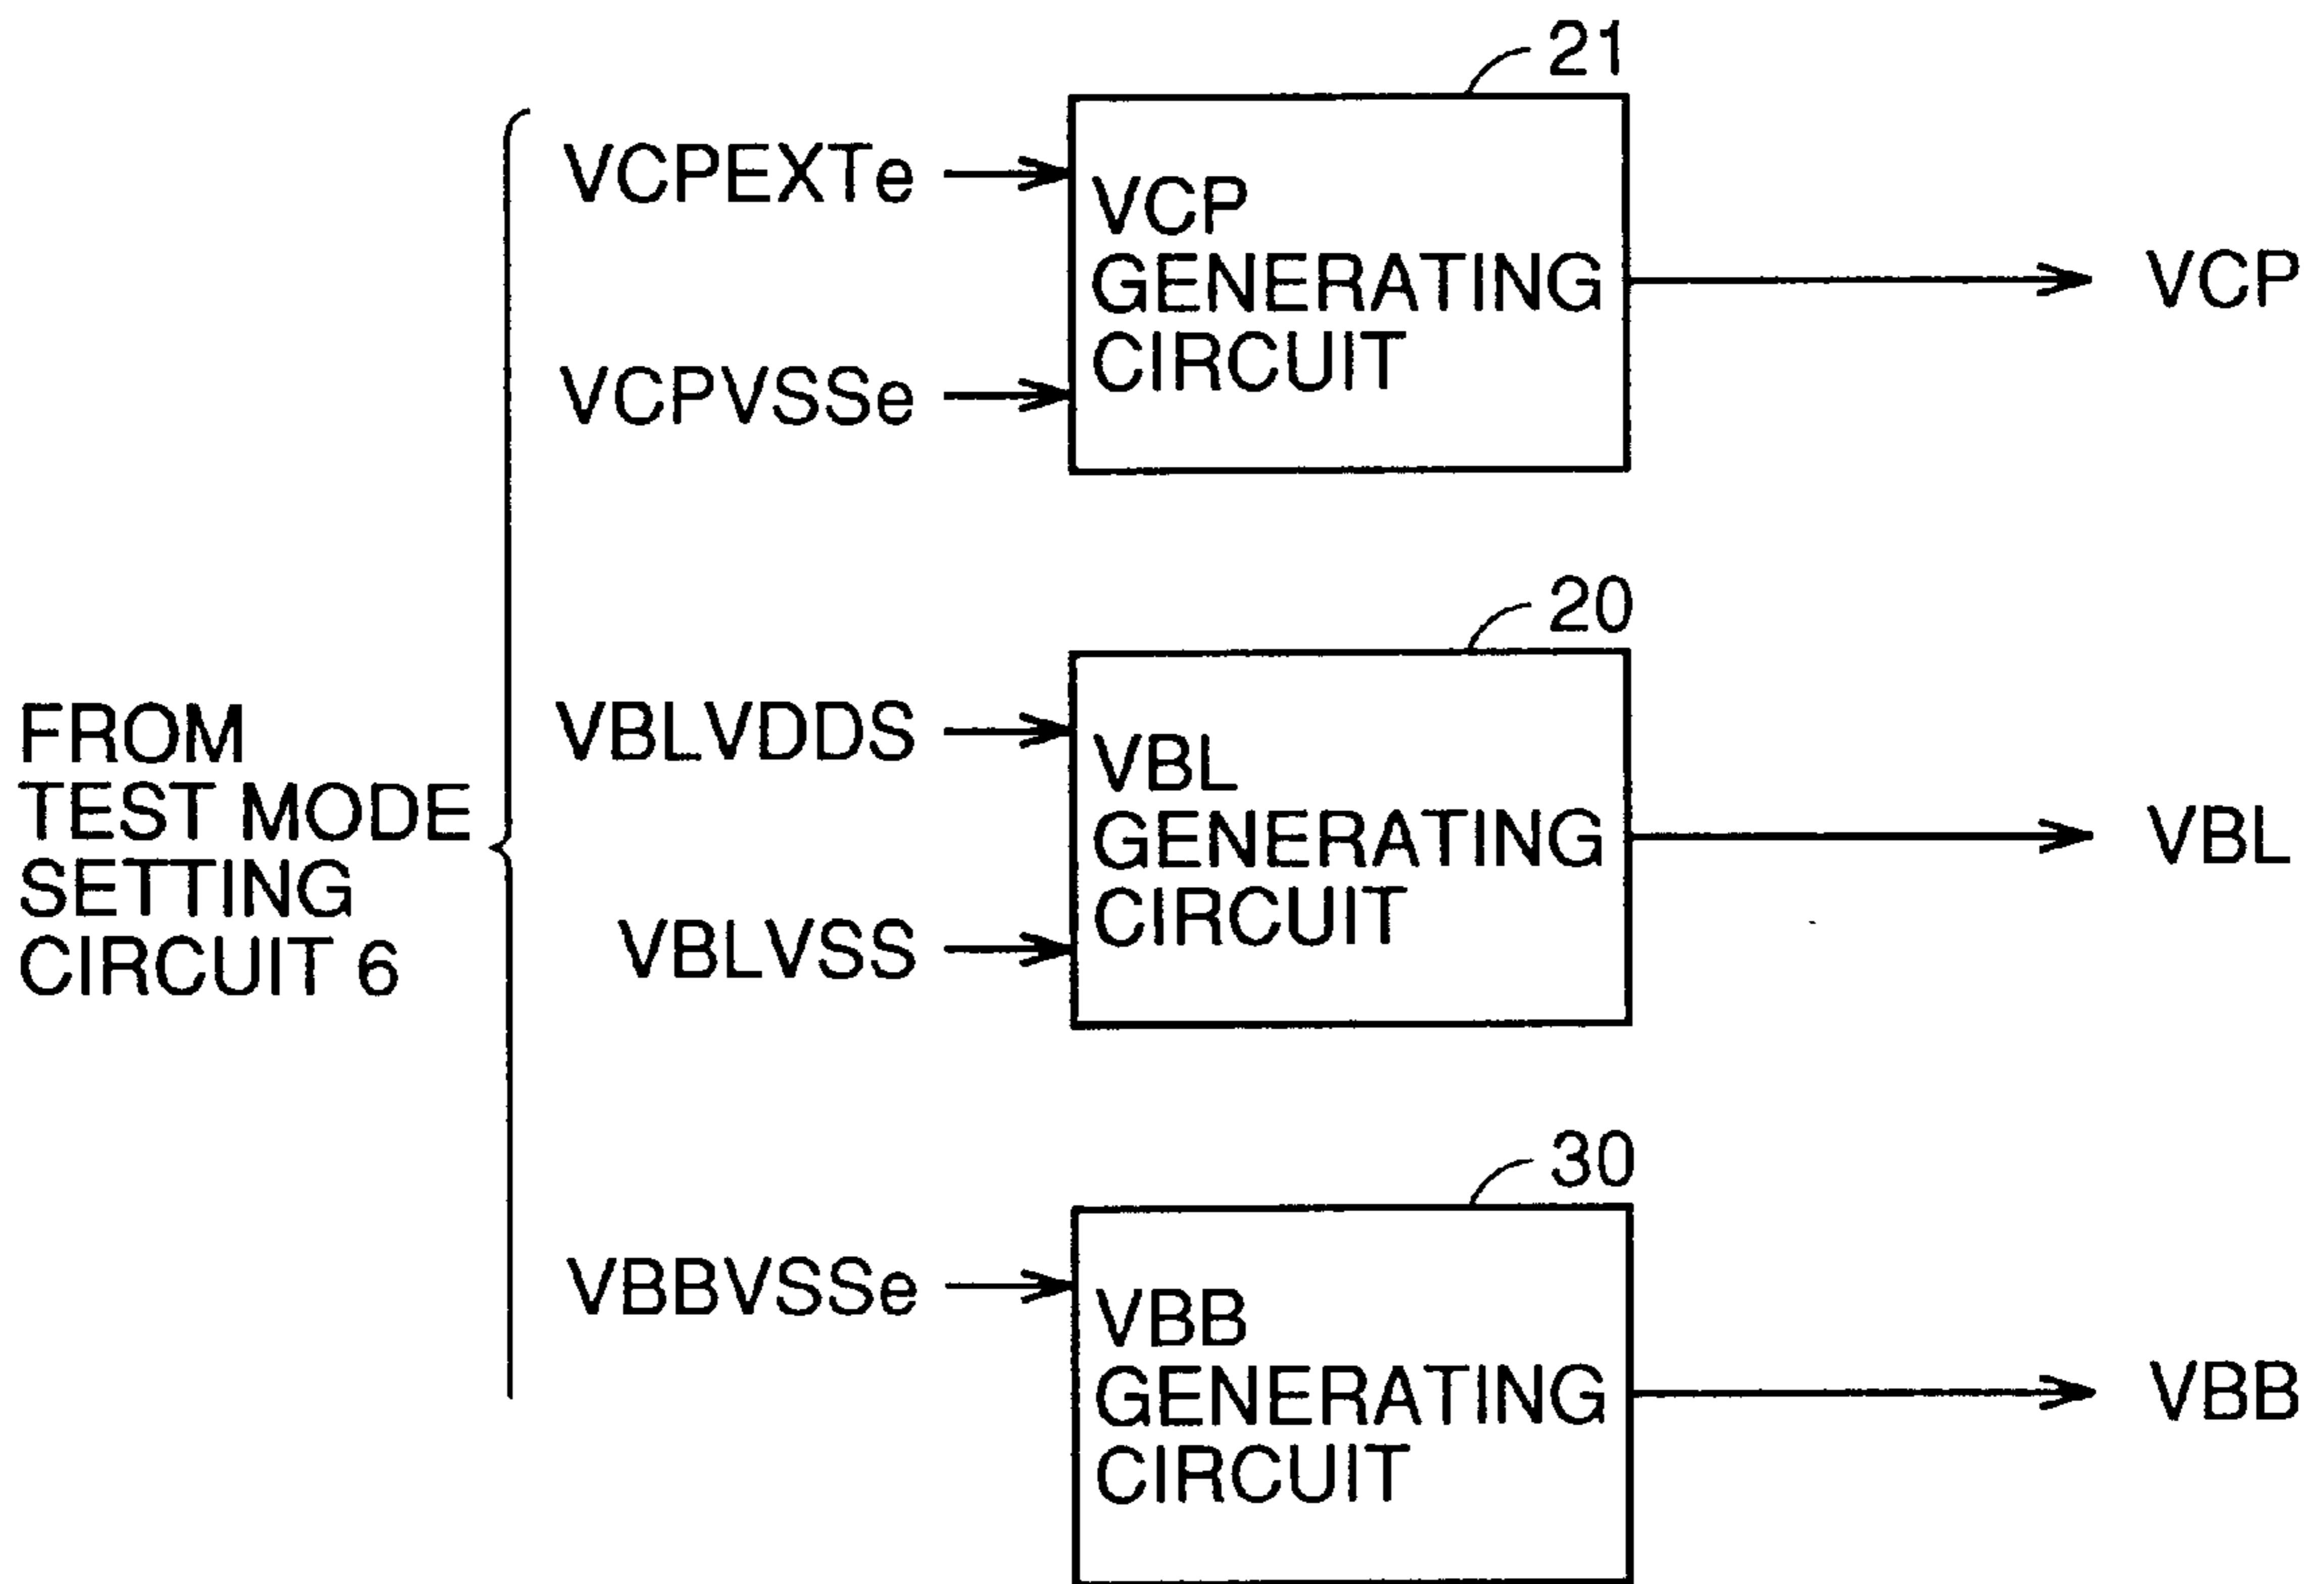 21
VCPEXTe
VCP
GENERATING
CIRCUIT
VCP
VCPVSSe
20
FROM
TEST MODE
SETTING
CIRCUIT 6
VBLVDDS
VBL
GENERATING
CIRCUIT
VBL
VBLVSS
30
VBBVSSe
VBB
GENERATING
CIRCUIT
VBB